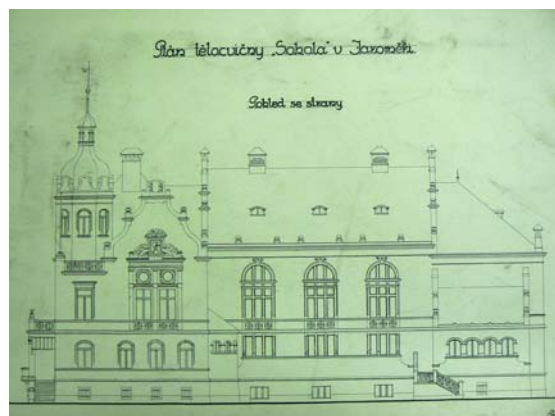 Plán tělocvičny „Sokola“ v Jaroměři.
Pohled se strany